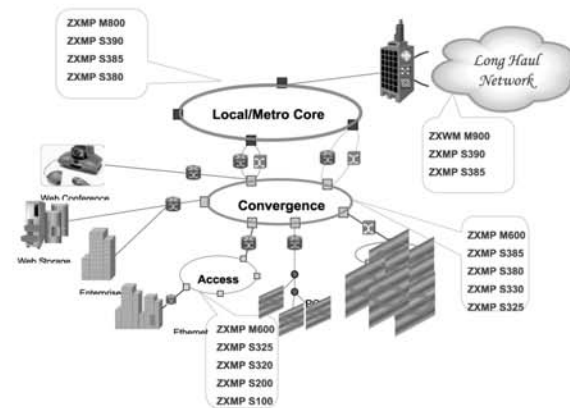 ZXMP M800
ZXMP S390
ZXMP S385
ZXMP S380
Long Haul
Network
Local/Metro Core
ZXWM M900
ZXMP S390
ZXMP S385
Web Conference
Convergence
Web Storage
ZXMP M600
ZXMP S385
ZXMP S380
ZXMP S330
ZXMP S325
Enterprise
Access
Ethernet
ZXMP M600
ZXMP S325
ZXMP S320
ZXMP S200
ZXMP S100